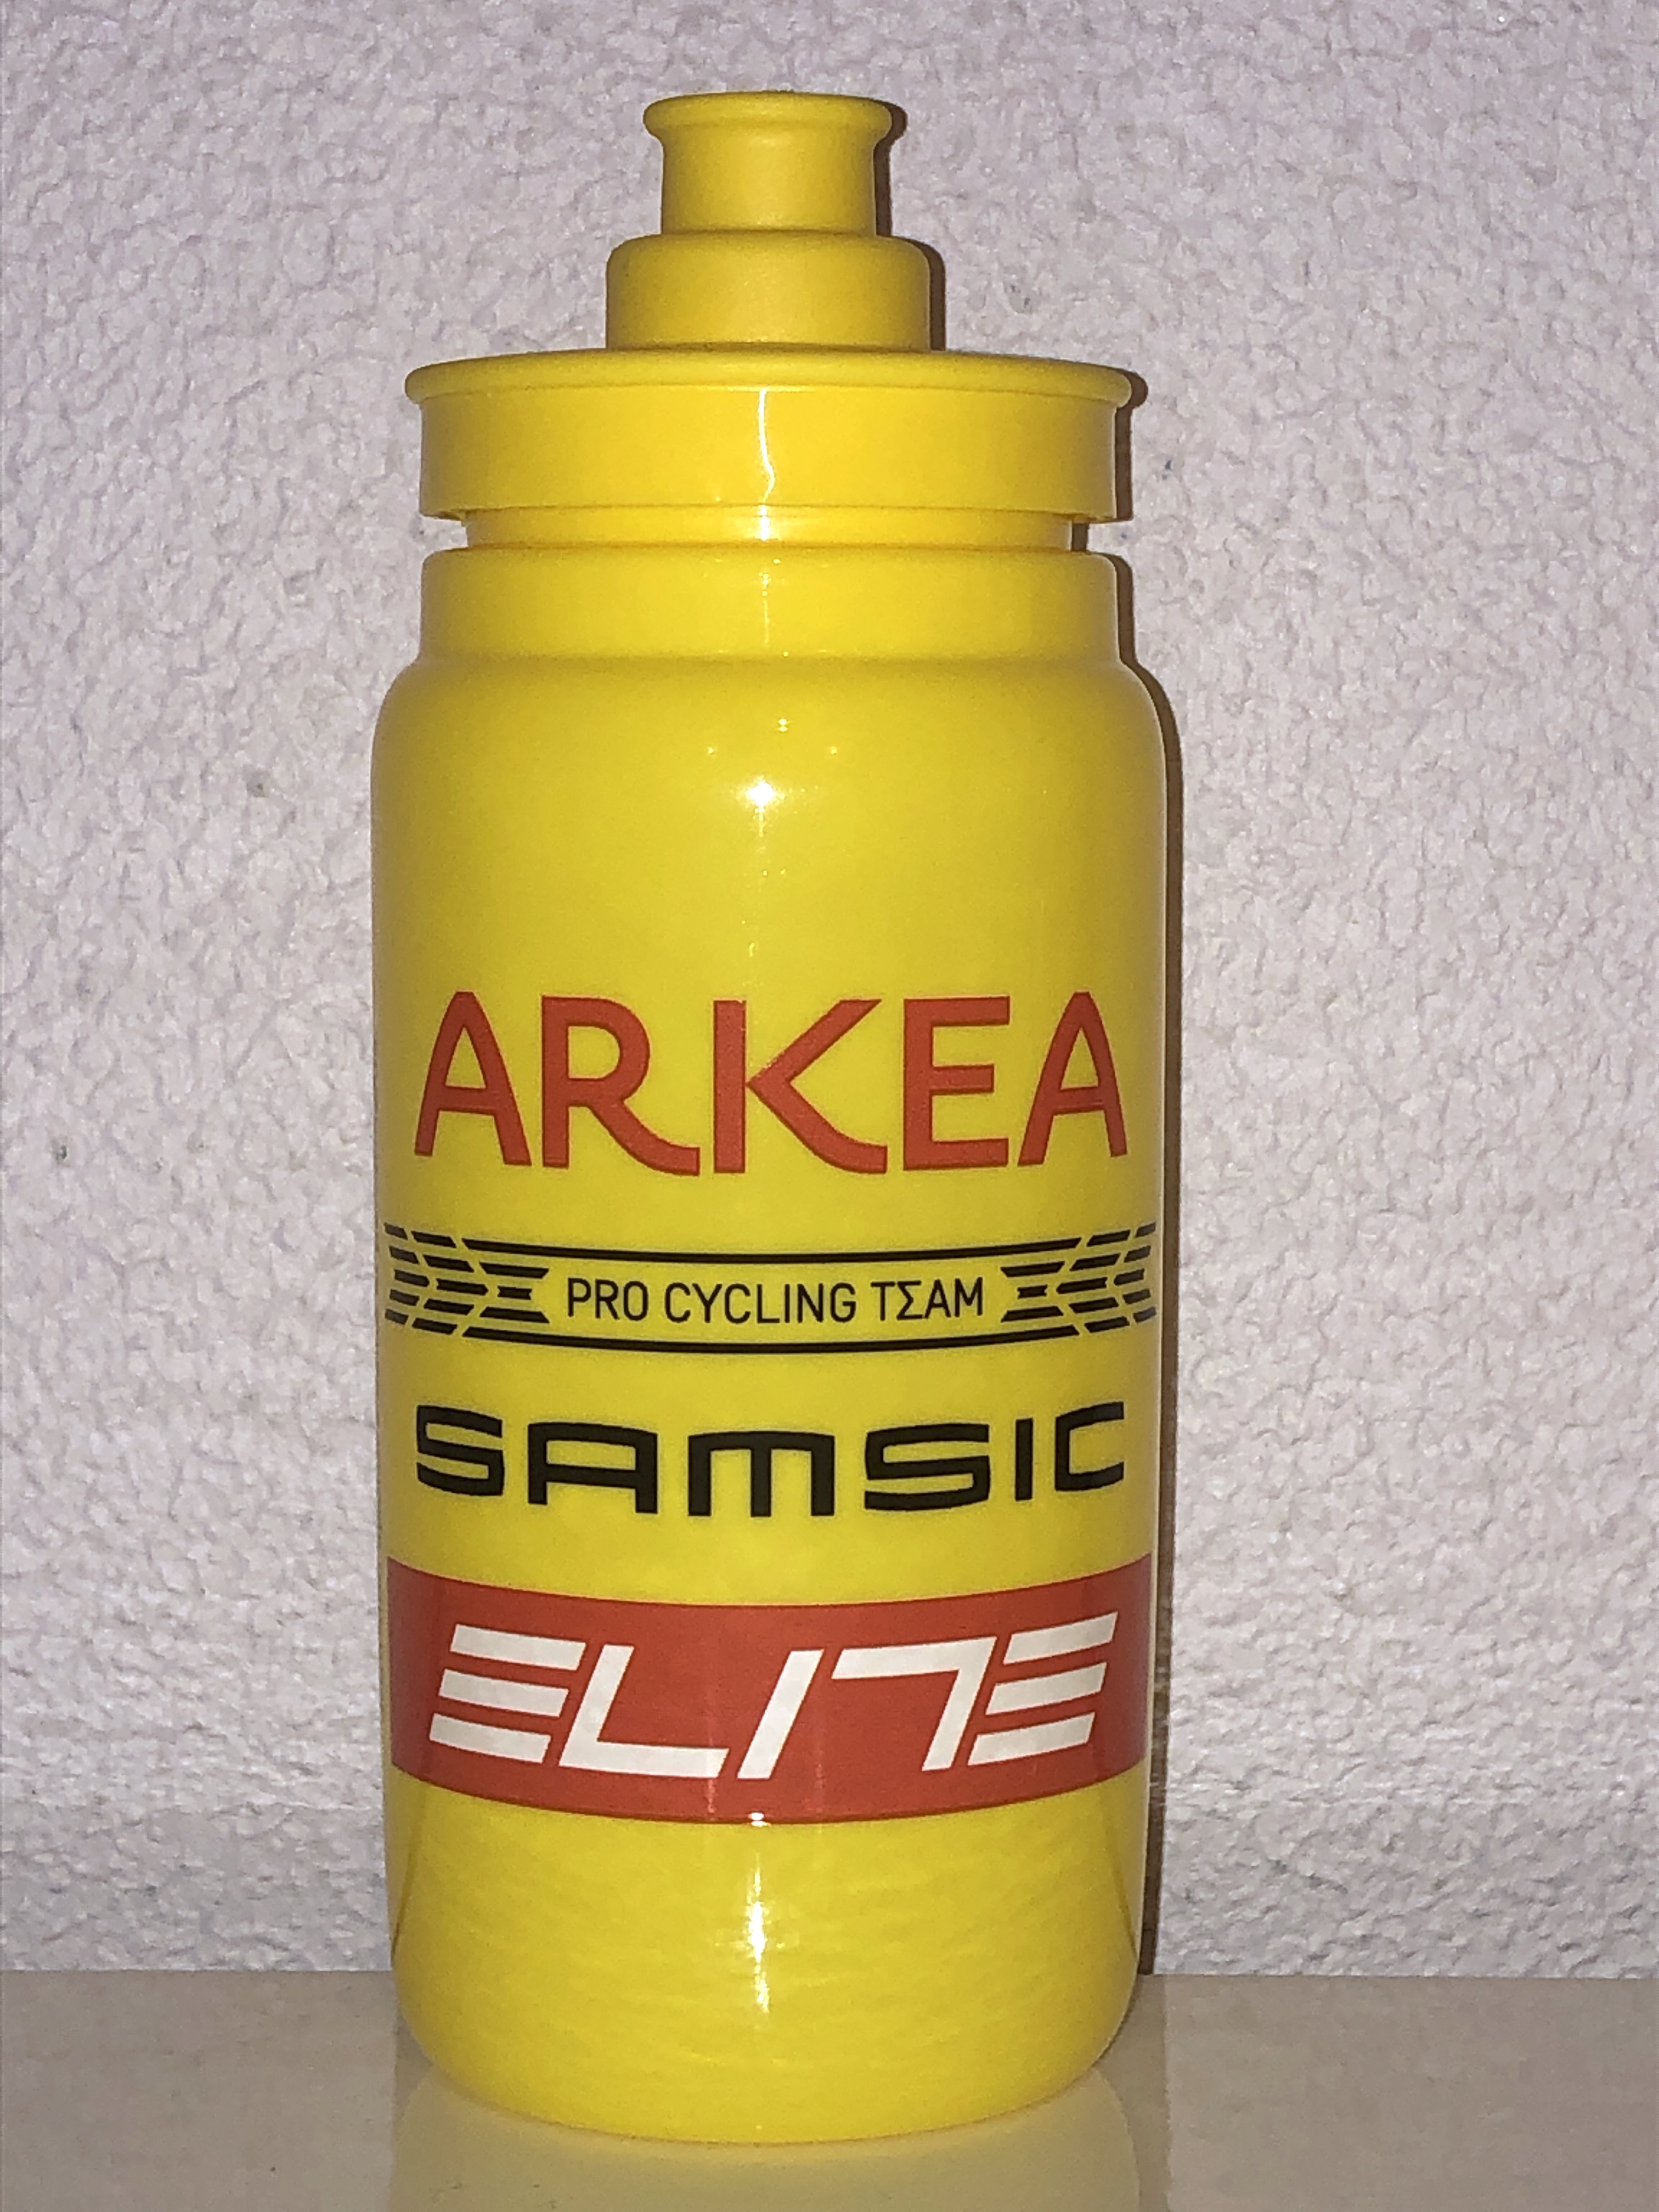 ARKEA
PRO CYCLING TΣAM
SAMSIC
ELITE